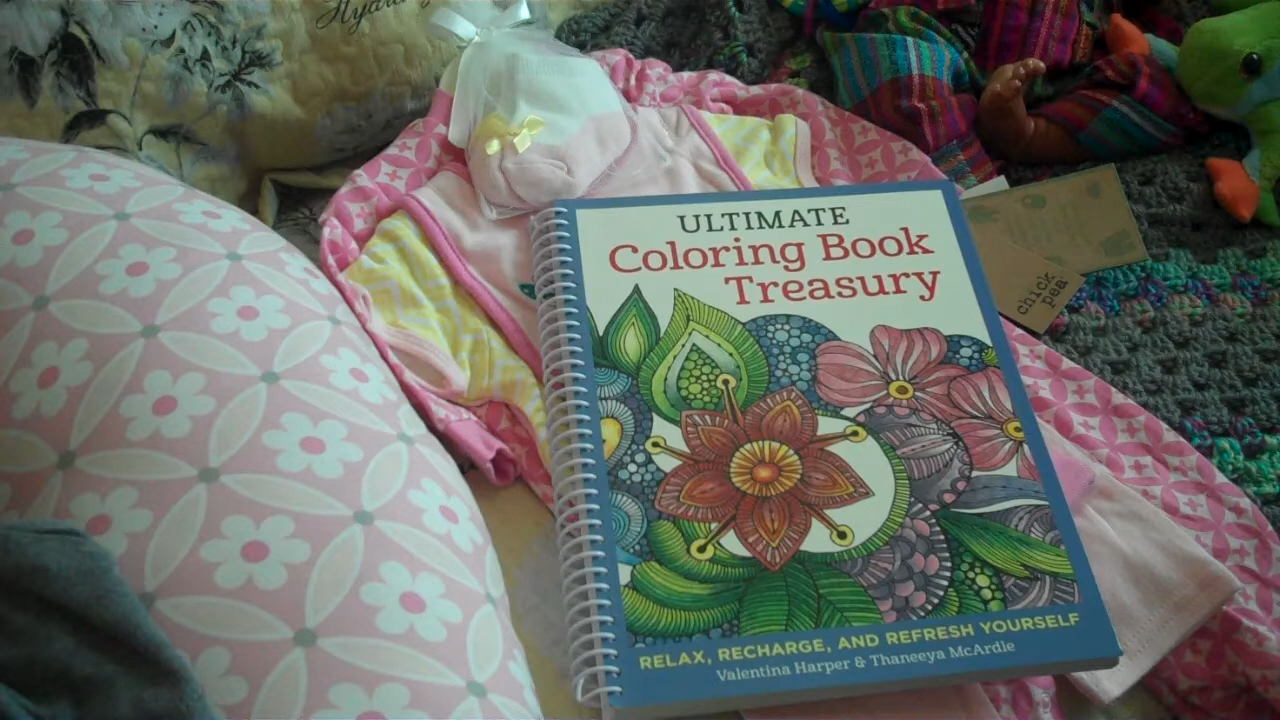 ULTIMATE
Coloring Book
Treasury
RELAX, RECHARGE, AND REFRESH YOURSELF
Valentina Harper & Thaneeya McArdle
chick
pea